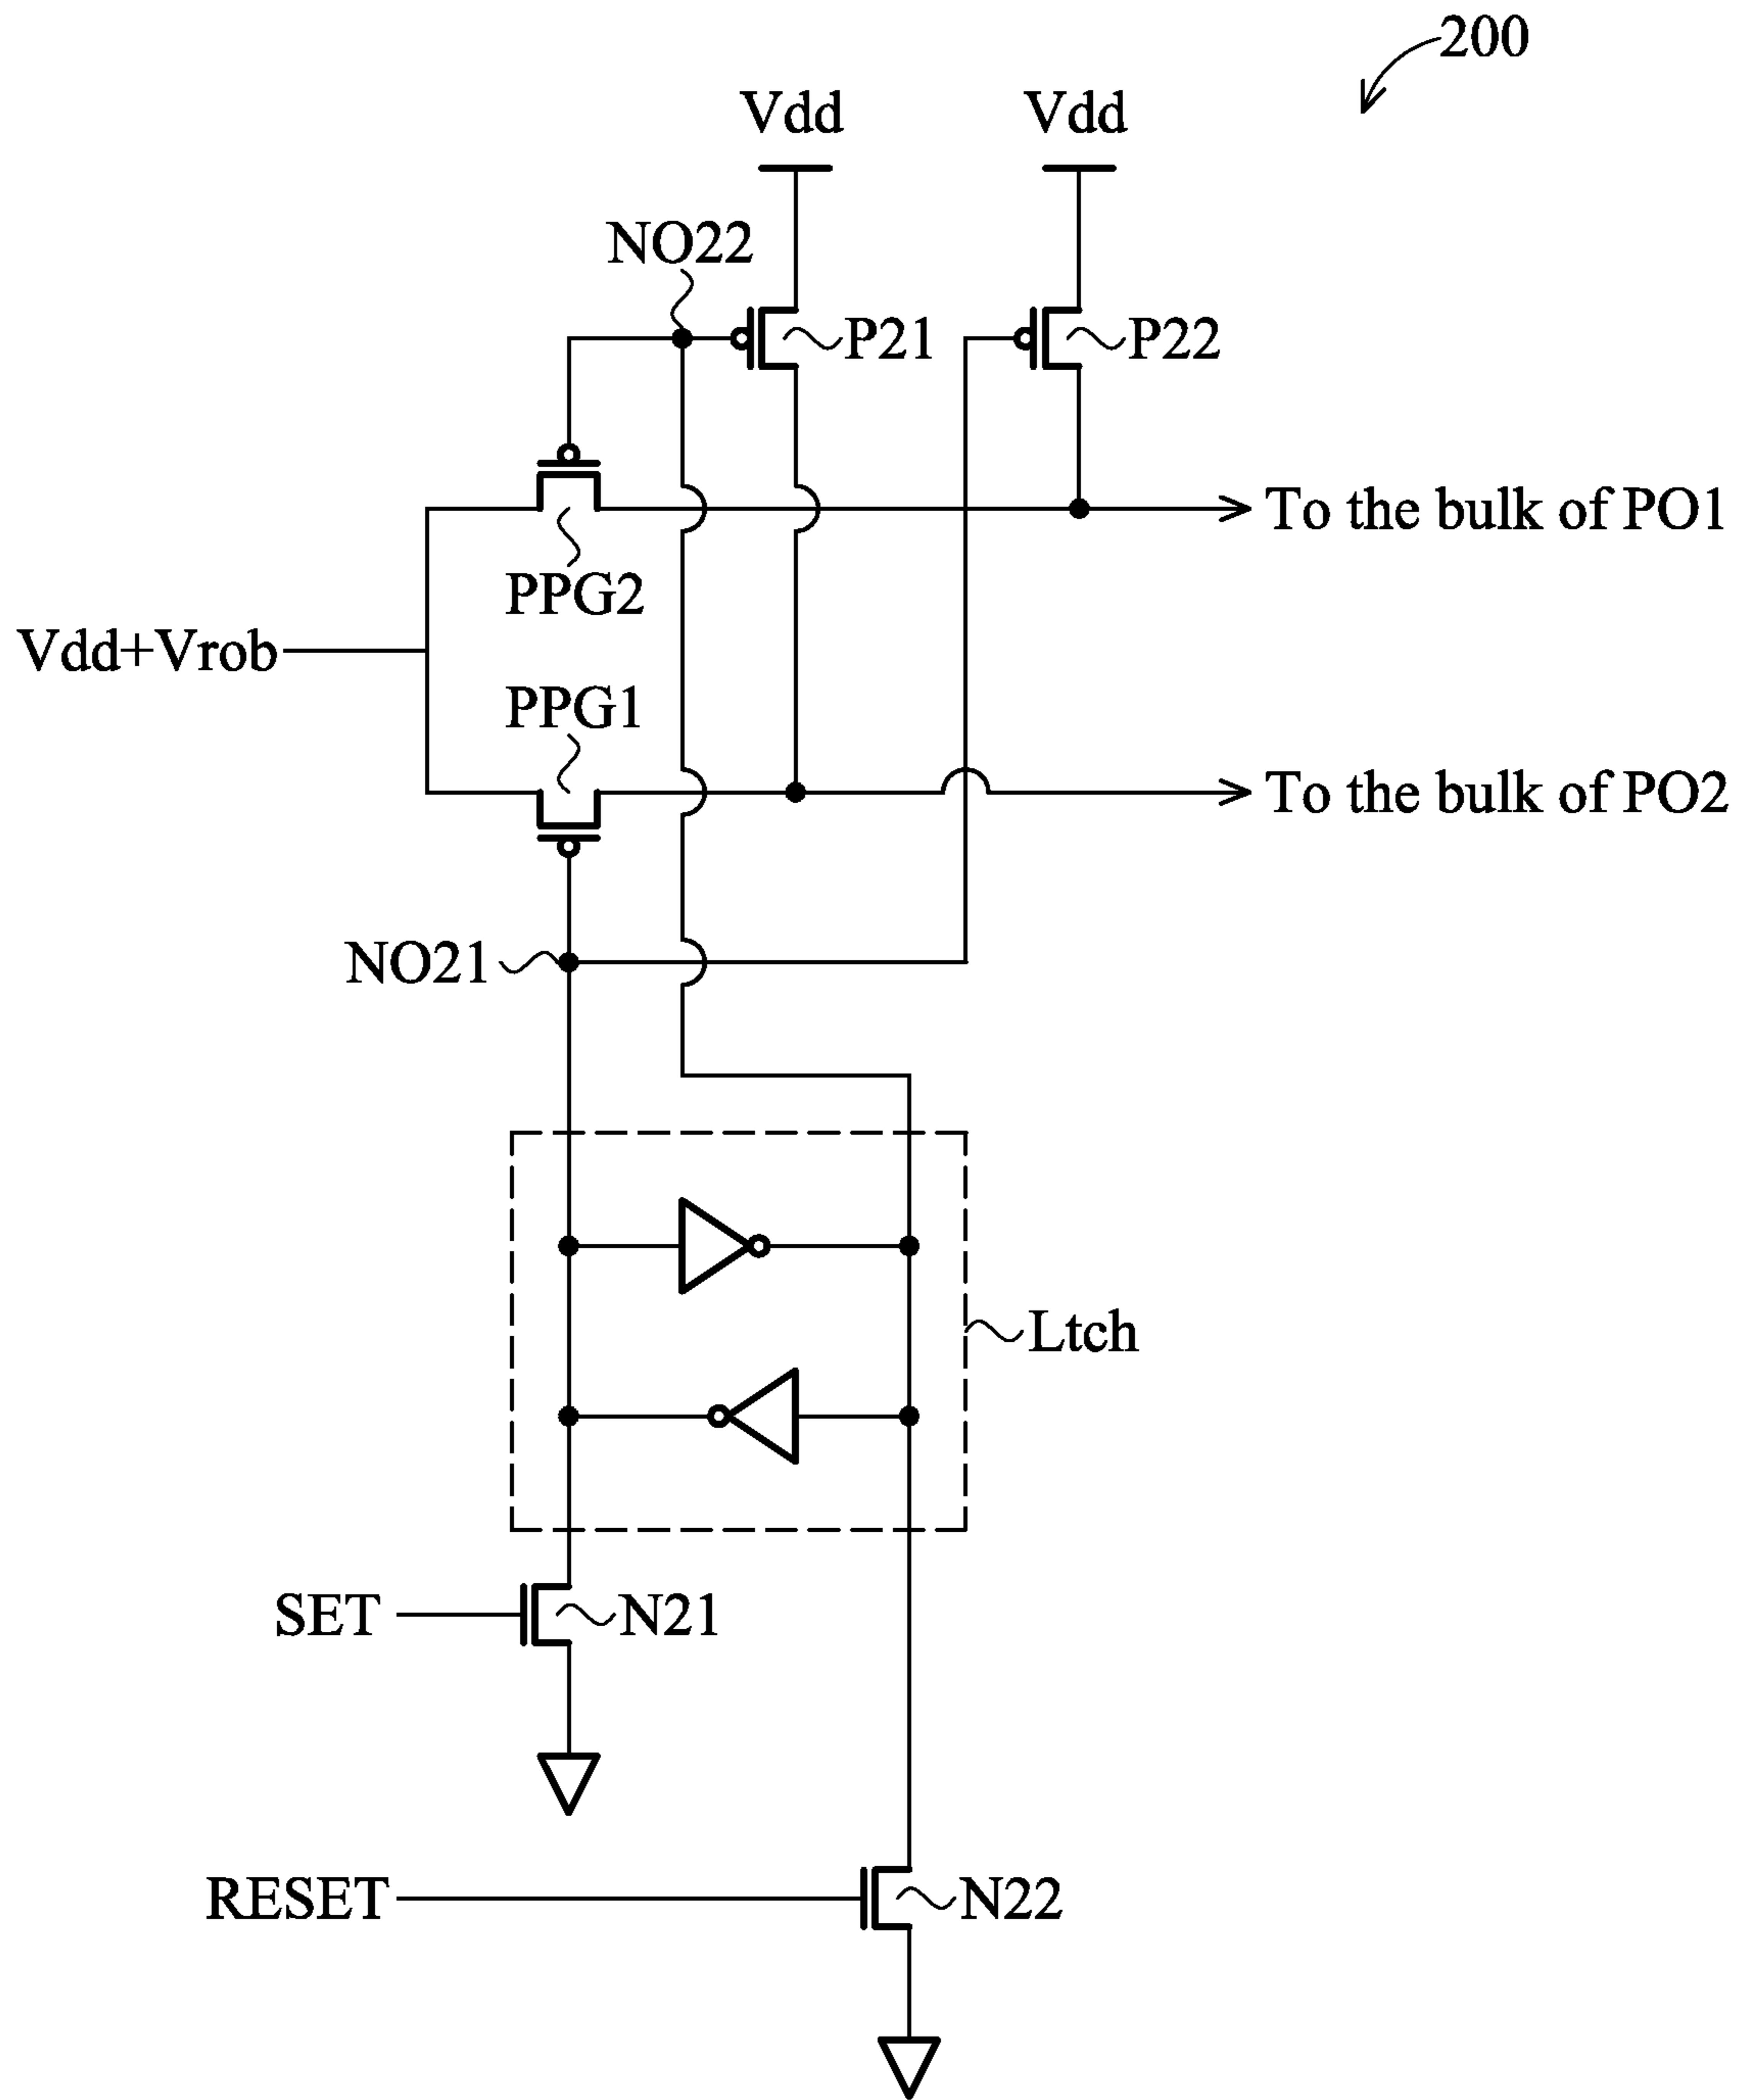 200
Vdd
Vdd
NO22
P21
P22
To the bulk of PO1
PPG2
Vdd+Vrob
PPG1
To the bulk of PO2
NO21
Ltch
SET
N21
RESET
N22